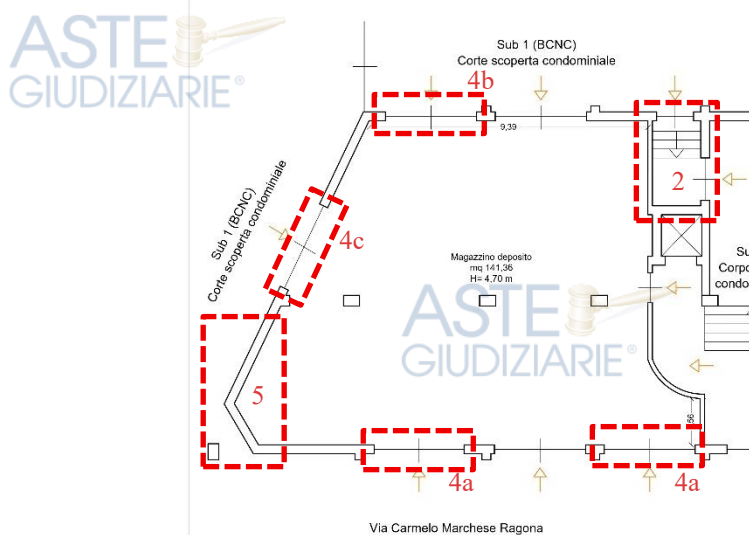 ASTE
GIUDIZIARIE®
Sub 1 (BCNC)
Corte scoperta condominiale
4b
9,39
2
Sub 1 (BCNC)
Corte scoperta condominiale
4c
Magazzino deposito
mq 141,36
H= 4,70 m
Su
Corpo
condo
ASTE
GIUDIZIARIE®
5
56
4a
4a
Via Carmelo Marchese Ragona